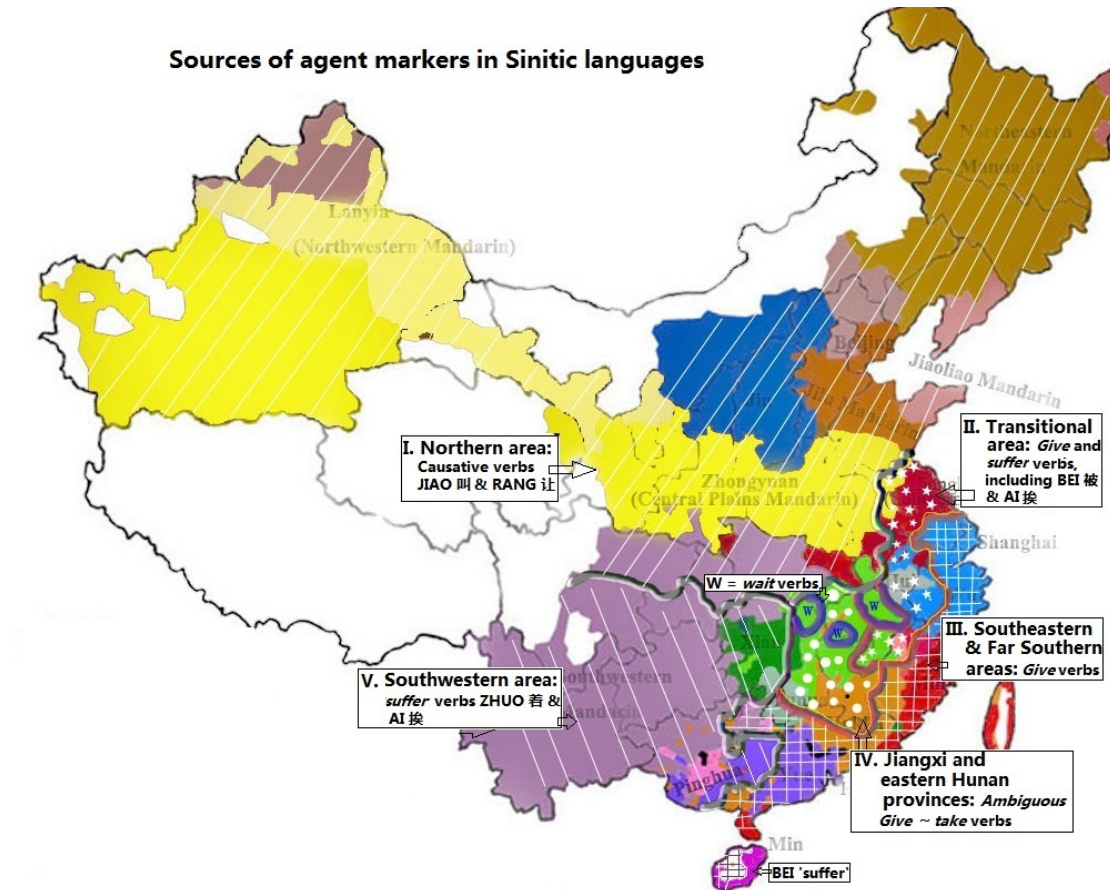 Sources of agent markers in Sinitic languages
Northeastern
Mandarin
Lanyin
(Northwestern Mandarin)
Beijing
Jiaoliao Mandarin
Jilu Mandarin
Jin
I. Northern area:
Causative verbs
JIAO 叫 & RANG 让
Zhongyuan
(Central Plains Mandarin)
II. Transitional
area: Give and
suffer verbs,
including BEI 被
& AI 挨
Shanghai
W = wait verbs
W
W
W
III. Southeastern
& Far Southern
areas: Give verbs
V. Southwestern area:
suffer verbs ZHUO 着 &
AI 挨
Southwestern
Mandarin
IV. Jiangxi and
eastern Hunan
provinces: Ambiguous
Give ~ take verbs
Pinghua
Min
BEI 'suffer'